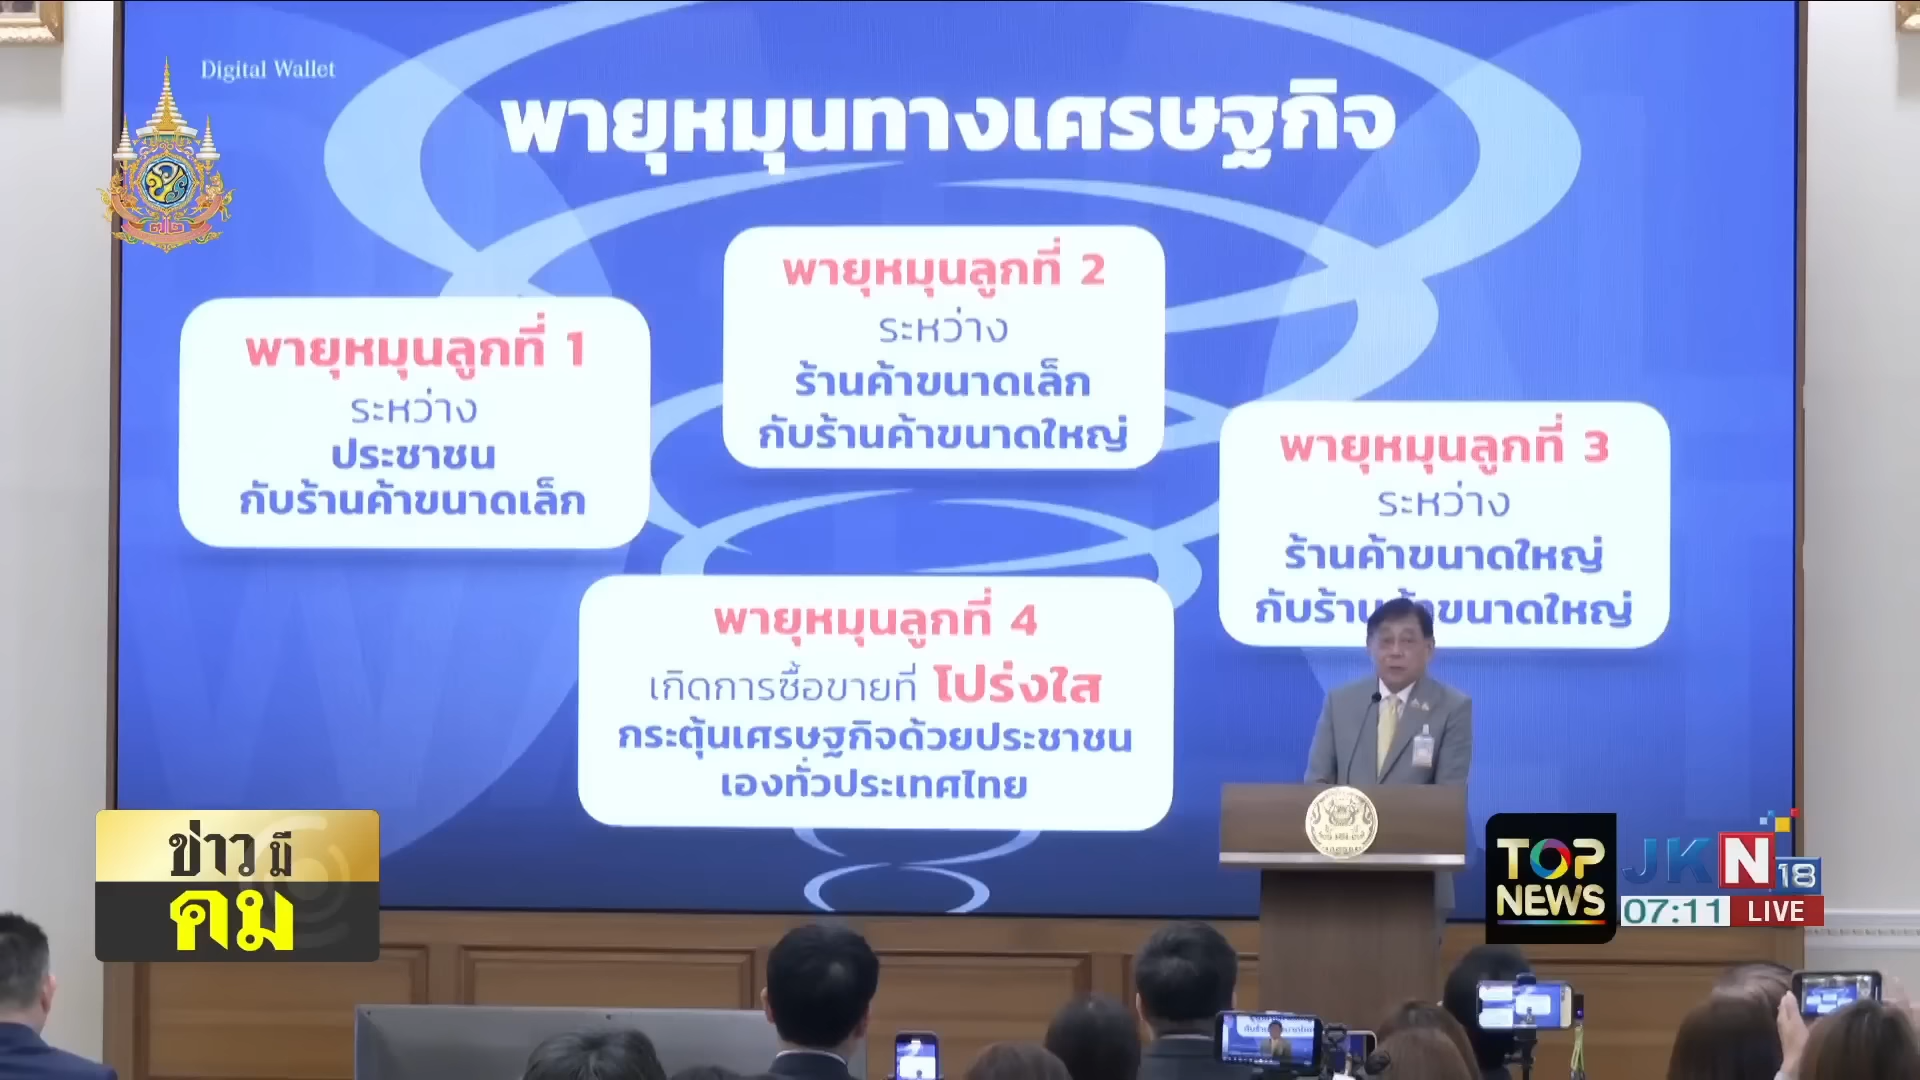 Digital Wallet
พายุหมุนทางเศรษฐกิจ
พายุหมุนลูกที่ 1
ระหว่าง
ประชาชน
กับร้านค้าขนาดเล็ก
พายุหมุนลูกที่ 2
ระหว่าง
ร้านค้าขนาดเล็ก
กับร้านค้าขนาดใหญ่
พายุหมุนลูกที่ 3
ระหว่าง
ร้านค้าขนาดใหญ่
กับร้านค้าขนาดใหญ่
พายุหมุนลูกที่ 4
เกิดการซื้อขายที่ โปร่งใส
กระตุ้นเศรษฐกิจด้วยประชาชน
เองทั่วประเทศไทย
ข่าวมี
คม
TOP
NEWS
JKN18
07:11 LIVE